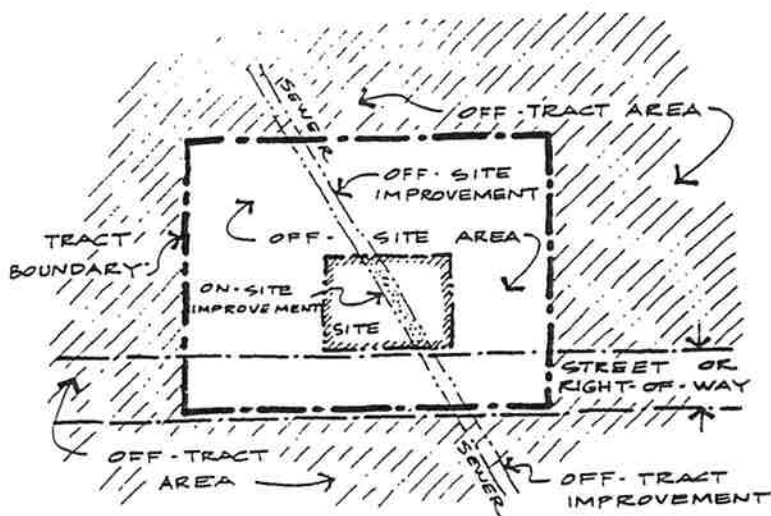 SEWER
OFF-TRACT AREA
OFF-SITE
IMPROVEMENT
TRACT
BOUNDARY
OFF-SITE AREA
ON-SITE
IMPROVEMENT
SITE
STREET OR
RIGHT-OF-WAY
OFF-TRACT
AREA
SEWER
OFF-TRACT
IMPROVEMENT